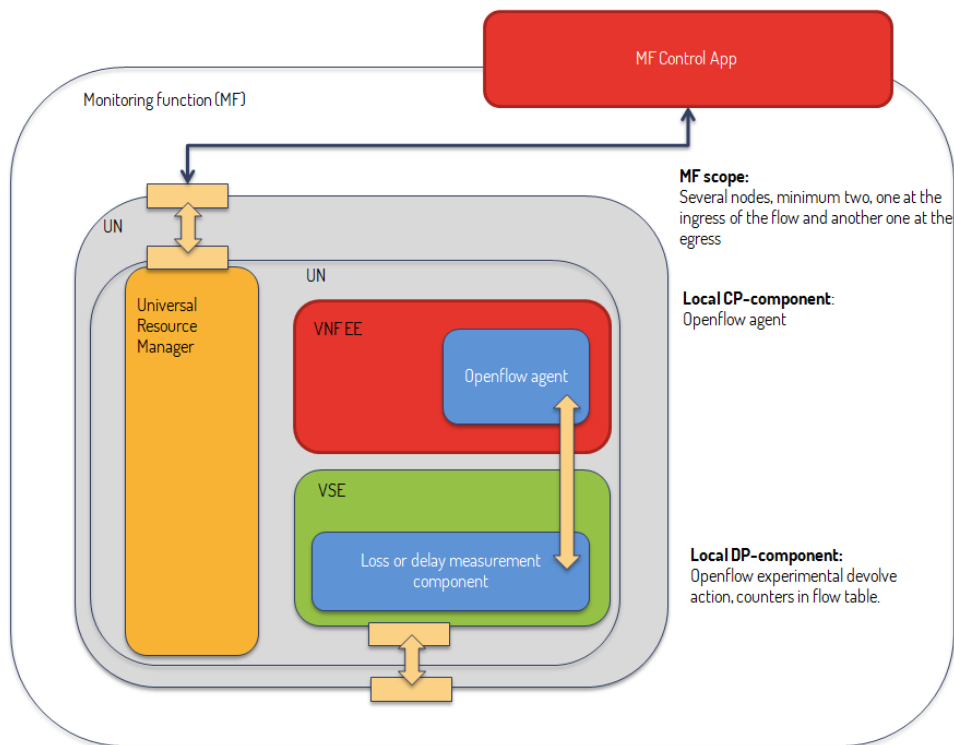 MF Control App
Monitoring function (MF)
MF scope:
Several nodes, minimum two, one at the
ingress of the flow and another one at the
egress
UN
UN
Universal
Resource
Manager
Local CP-component:
Openflow agent
VNF EE
Openflow agent
VSE
Loss or delay measurement
component
Local DP-component:
Openflow experimental devolve
action, counters in flow table.